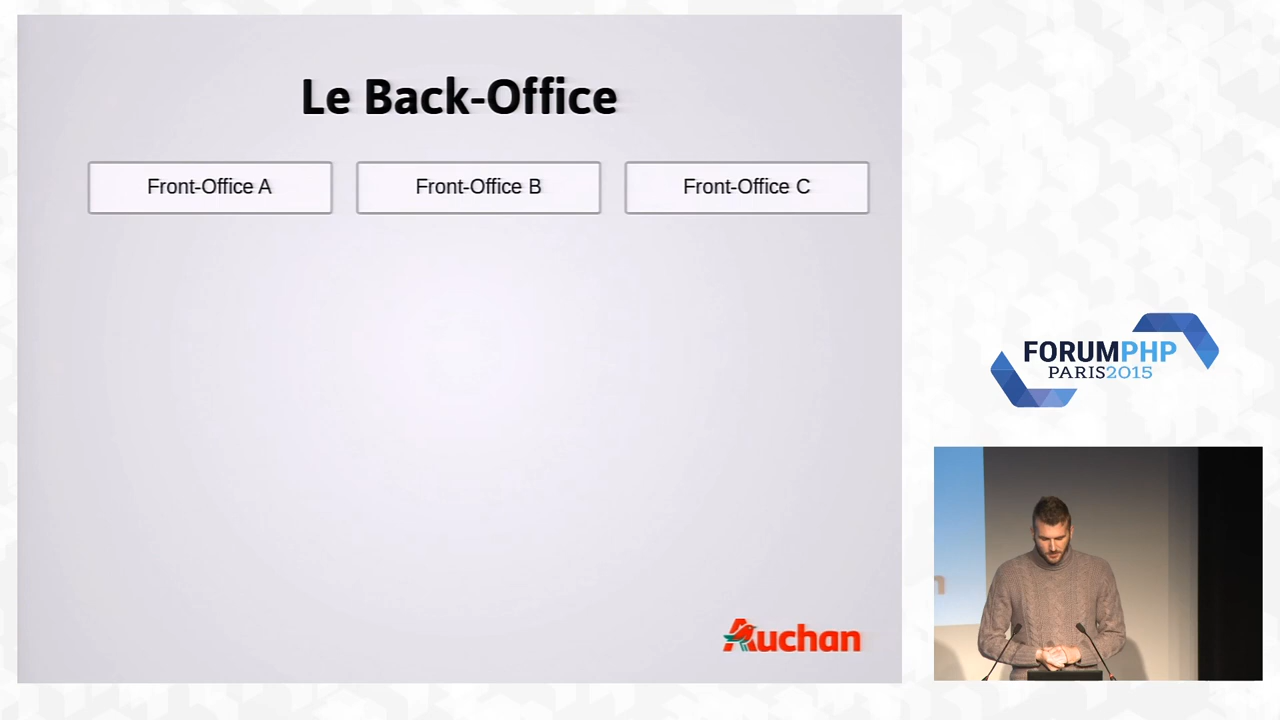 Le Back-Office
Front-Office A
Front-Office B
Front-Office C
FORUMPHP
PARIS2015
Auchan